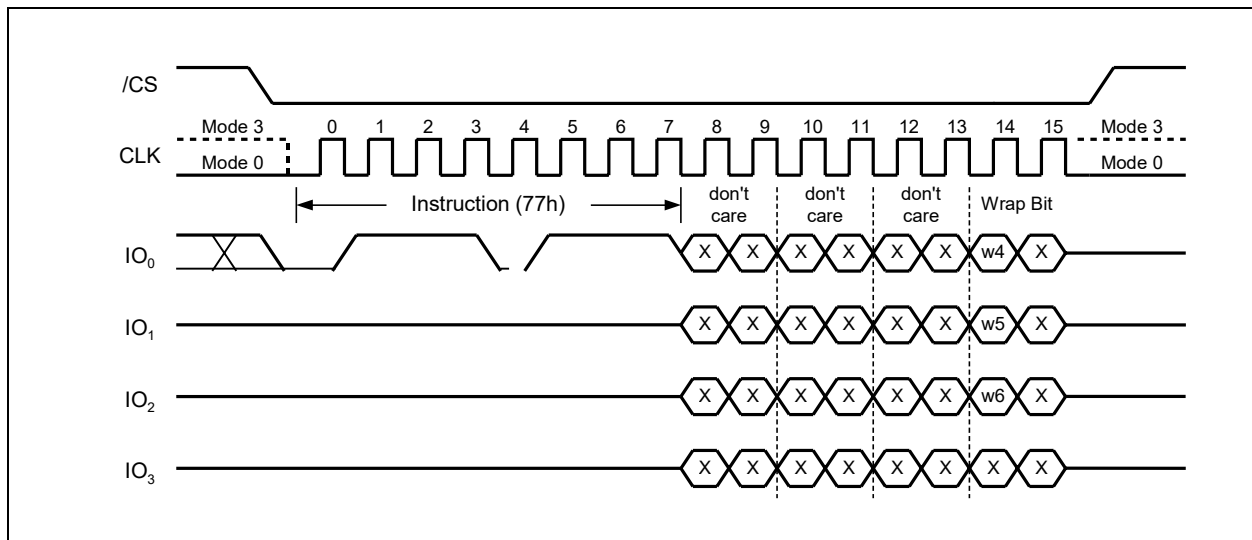 /CS
Mode 3 0 1 2 3 4 5 6 7 8 9 10 11 12 13 14 15 Mode 3
CLK
Mode 0 Mode 0
Instruction (77h) don't care don't care don't care Wrap Bit
IO0 X X X X X X w4 X
IO1 X X X X X X w5 X
IO2 X X X X X X w6 X
IO3 X X X X X X X X